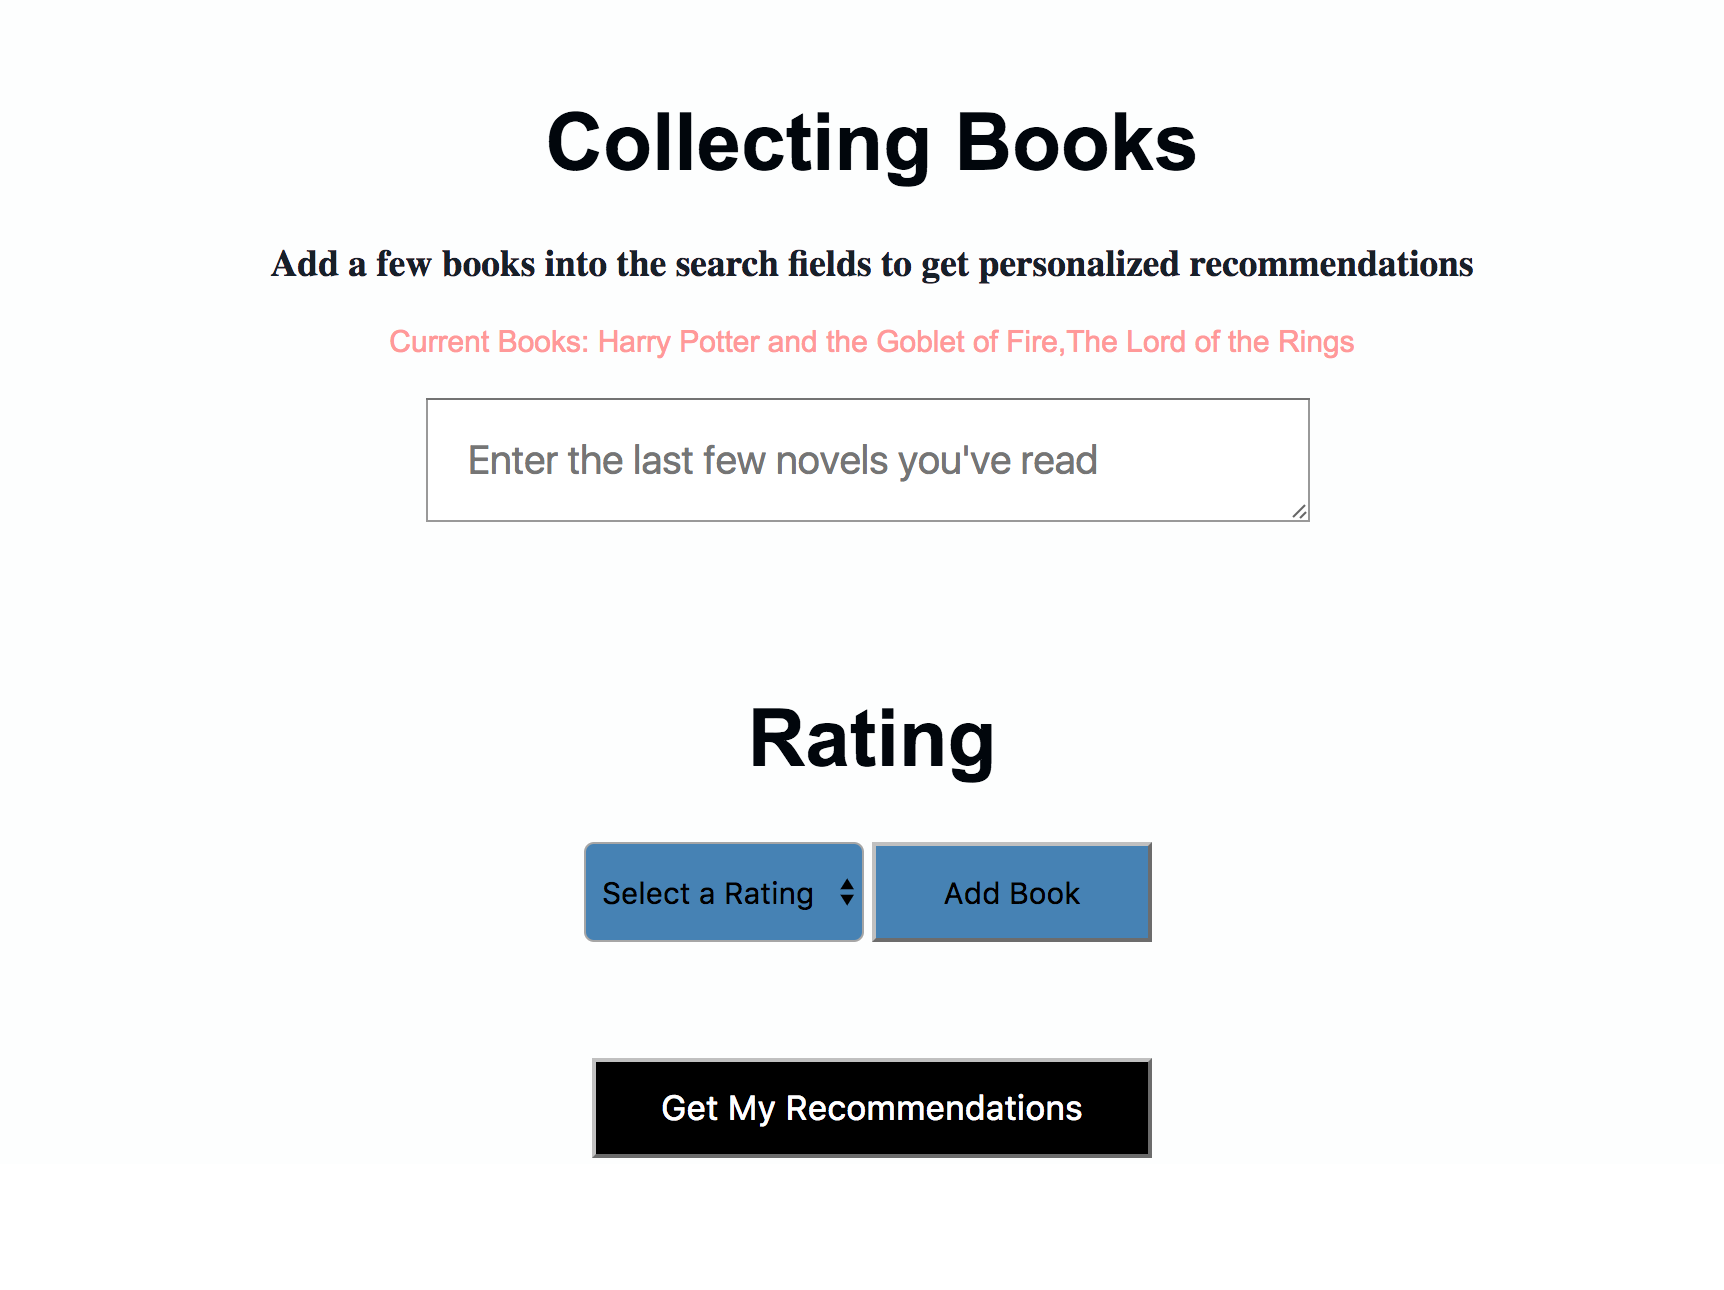 Collecting Books
Add a few books into the search fields to get personalized recommendations
Current Books: Harry Potter and the Goblet of Fire,The Lord of the Rings
Enter the last few novels you've read
Rating
Select a Rating
Add Book
Get My Recommendations